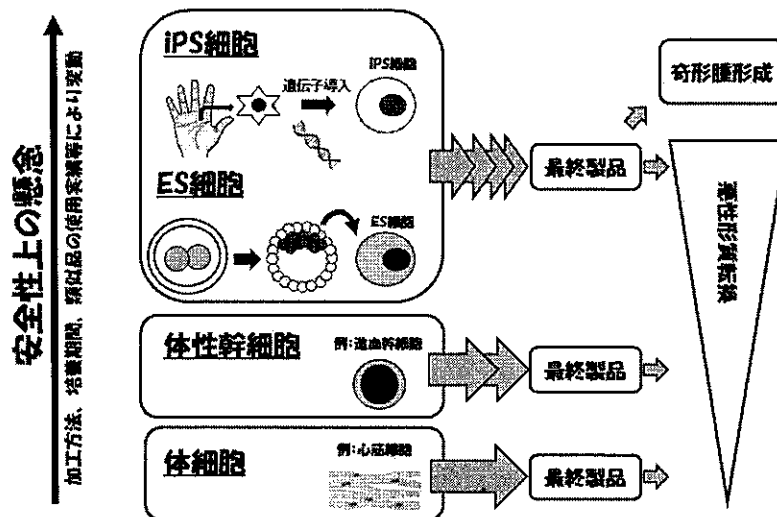 安全性上の懸念
加工方法、培養期間、類似品の使用実績等により変動
iPS細胞
iPS細胞
遺伝子導入
ES細胞
ES細胞
最終製品
奇形腫形成
悪性形質転換
体性幹細胞
例:造血幹細胞
最終製品
体細胞
例:心筋細胞
最終製品